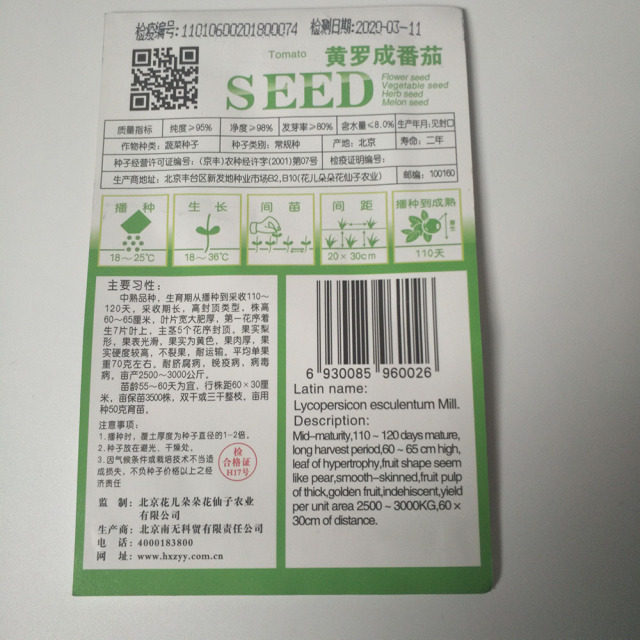 检疫编号:11010600201800074 检测日期:2020-03-11
Tomato 黄罗成番茄
SEED
Flower seed
Vegetable seed
Herb seed
Melon seed
质量指标 纯度≥95% 净度≥98% 发芽率≥80% 含水量≤8.0% 生产年月:见封口
作物种类: 蔬菜种子 种子类别: 常规种 产地: 北京 寿命: 二年
种子经营许可证编号: (京丰)农种经许字(2001)第07号 检疫证明编号:
生产商地址: 北京丰台区新发地种业市场B2,B10(花儿朵朵花仙子农业) 邮编: 100160
播种 生长 间苗 间距 播种到成熟
18~25℃ 18~36℃ 20×30cm 110天
主要习性:
中熟品种，生育期从播种到采收110~
120天，采收期长，高封顶类型，株高
60~65厘米，叶片宽大肥厚，第一花序着
生7片叶上，主茎5个花序封顶。果实梨
形，果表光滑，果实为黄色，果肉厚，果
实硬度较高，不裂果，耐运输，平均单果
重70克左右。耐脐腐病，晚疫病，病毒
病，亩产2500~3000公斤。
苗龄55~60天为宜，行株距60×30厘
米，亩保苗3500株，双干或三干整枝，亩用
种50克育苗。
注意事项:
1.播种时，覆土厚度为种子直径的1-2倍。
2.种子放在避光、干燥处。
3.因气候条件或栽培技术不当造
成损失，不负种子价格以上之经
济责任
检
合格证
H17号
监 制: 北京花儿朵朵花仙子农业
有限公司
生产商: 北京南无科贸有限责任公司
电 话: 4000183800
网 址: www.hxzyy.com
6 930085 960026
Latin name:
Lycopersicon esculentum Mill.
Description:
Mid-maturity,110~120days mature,
long harvest period,60~65cm high,
leaf of hypertrophy,fruit shape seem
like pear,smooth-skinned,fruit pulp
of thick,golden fruit,indehiscent,yield
per unit area 2500~3000KG,60×
30cm of distance.